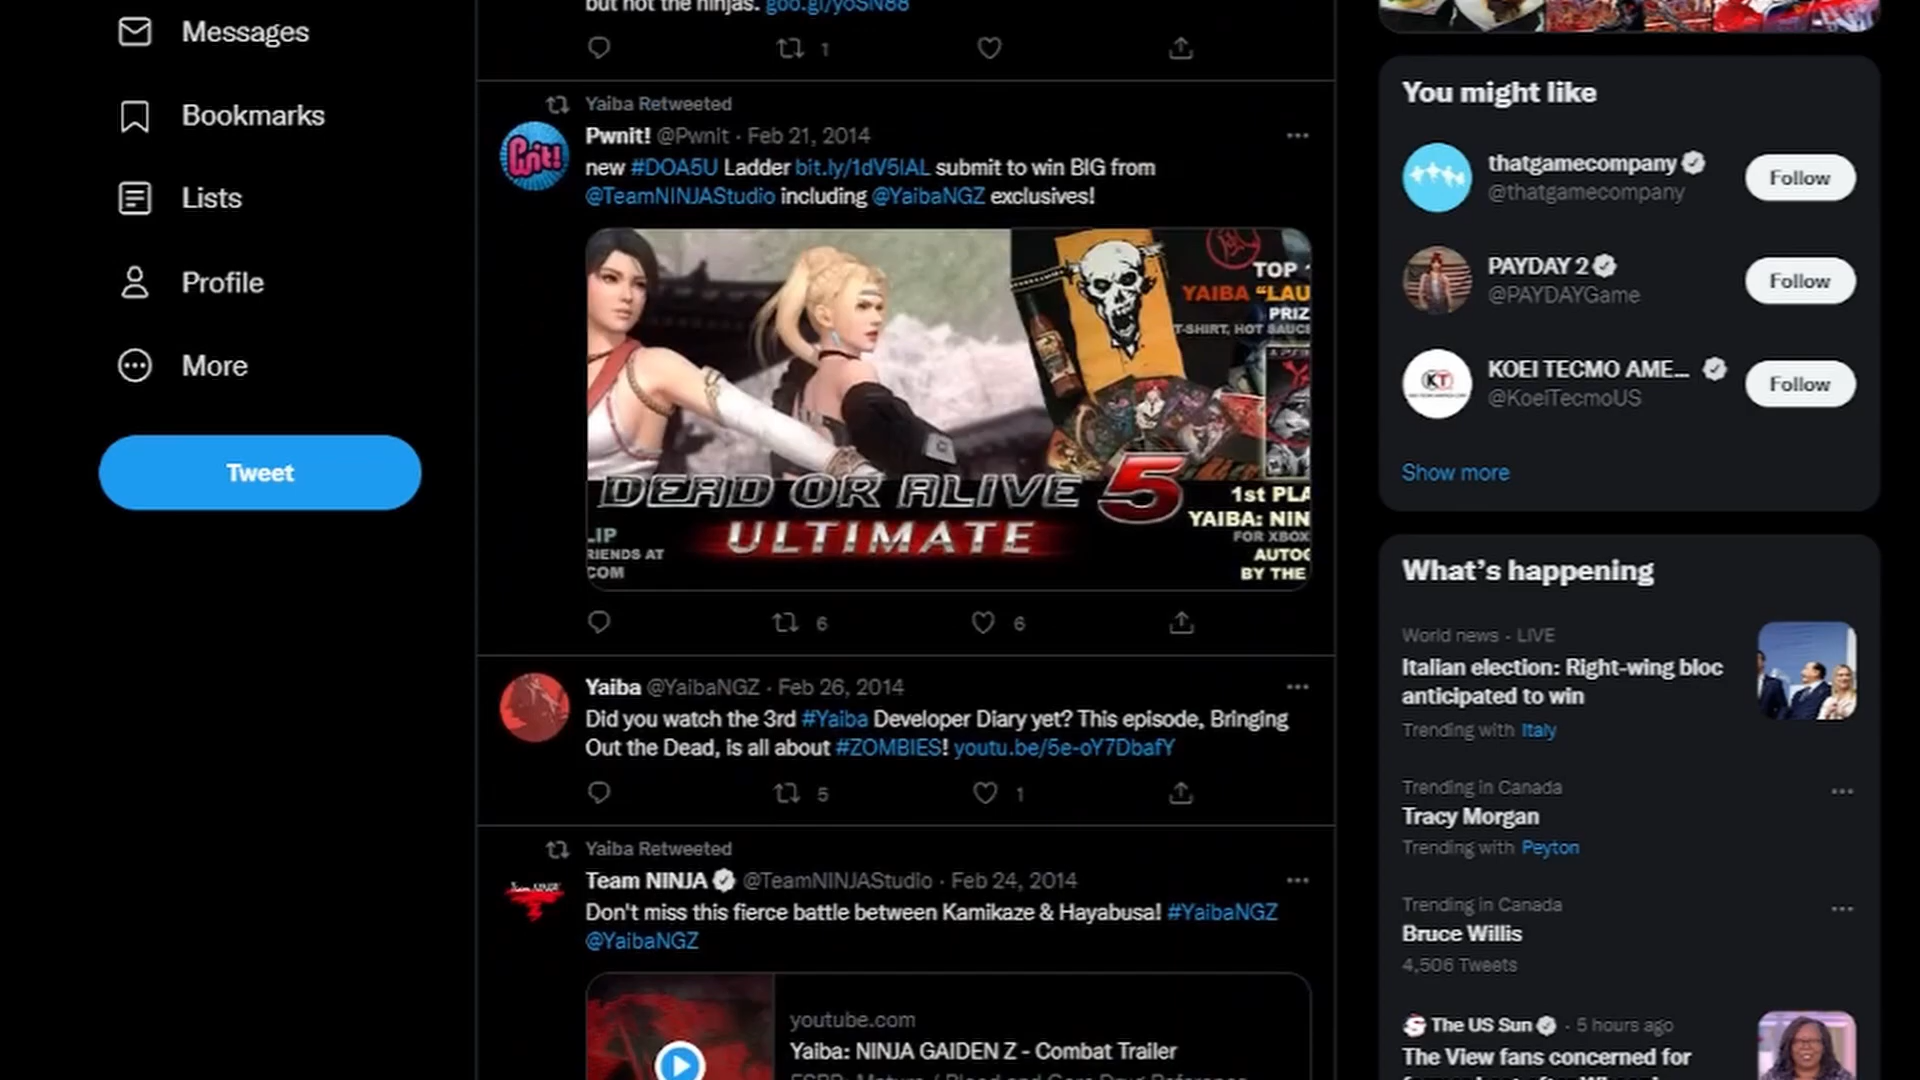 Messages
Bookmarks
Lists
Profile
More
Tweet
but not the ninjas. goo.gl/yoSN88
1
Yaiba Retweeted
Pwnit! @Pwnit · Feb 21, 2014
new #DOA5U Ladder bit.ly/1dV5lAL submit to win BIG from
@TeamNINJAStudio including @YaibaNGZ exclusives!
TOP
YAIBA “LAU
PRIZ
T-SHIRT, HOT SAUCE
DEAD OR ALIVE 5
ULTIMATE
LIP
RIENDS AT
COM
1st PLA
YAIBA: NIN
FOR XBOX
AUTOG
BY THE
6 6
Yaiba @YaibaNGZ · Feb 26, 2014
Did you watch the 3rd #Yaiba Developer Diary yet? This episode, Bringing
Out the Dead, is all about #ZOMBIES! youtu.be/5e-oY7DbafY
5 1
Yaiba Retweeted
Team NINJA @TeamNINJAStudio · Feb 24, 2014
Don't miss this fierce battle between Kamikaze & Hayabusa! #YaibaNGZ
@YaibaNGZ
youtube.com
Yaiba: NINJA GAIDEN Z - Combat Trailer
You might like
thatgamecompany
@thatgamecompany
Follow
PAYDAY 2
@PAYDAYGame
Follow
KOEI TECMO AME...
@KoeiTecmoUS
Follow
Show more
What’s happening
World news · LIVE
Italian election: Right-wing bloc
anticipated to win
Trending with Italy
Trending in Canada
Tracy Morgan
Trending with Peyton
Trending in Canada
Bruce Willis
4,506 Tweets
The US Sun · 5 hours ago
The View fans concerned for